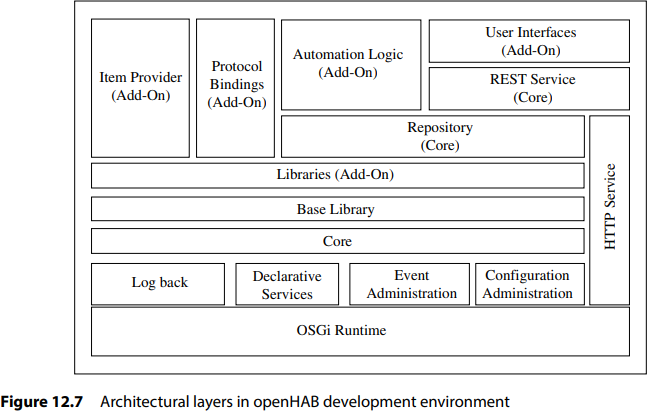 Item Provider
(Add-On)
Protocol
Bindings
(Add-On)
Automation Logic
(Add-On)
User Interfaces
(Add-On)
REST Service
(Core)
Repository
(Core)
HTTP Service
Libraries (Add-On)
Base Library
Core
Log back
Declarative
Services
Event
Administration
Configuration
Administration
OSGi Runtime
Figure 12.7 Architectural layers in openHAB development environment